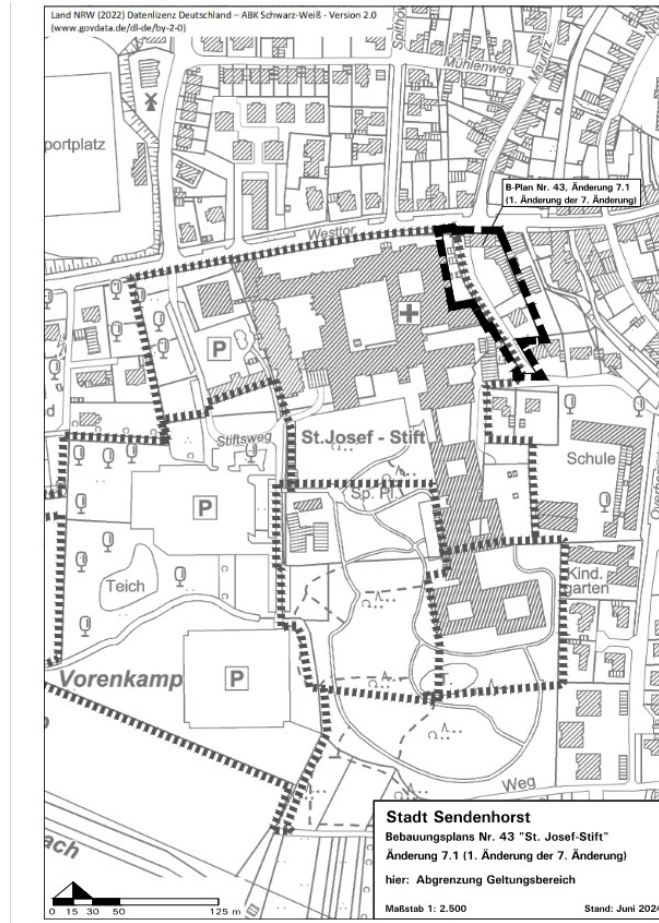 Land NRW (2022) Datenlizenz Deutschland – ABK Schwarz-Weiß - Version 2.0
(www.govdata.de/dl-de/by-2-0)
Mühlenweg
portplatz
B-Plan Nr. 43, Änderung 7.1
(1. Änderung der 7. Änderung)
Westtor
P
Stiftsweg
St.Josef - Stift
Schule
Sp. Pl.
P
Teich
Kind.
garten
Vorenkamp
P
Weg
ach
Stadt Sendenhorst
Bebauungsplans Nr. 43 "St. Josef-Stift"
Änderung 7.1 (1. Änderung der 7. Änderung)
hier: Abgrenzung Geltungsbereich
Maßstab 1: 2.500
Stand: Juni 2024
0 15 30 50 125 m